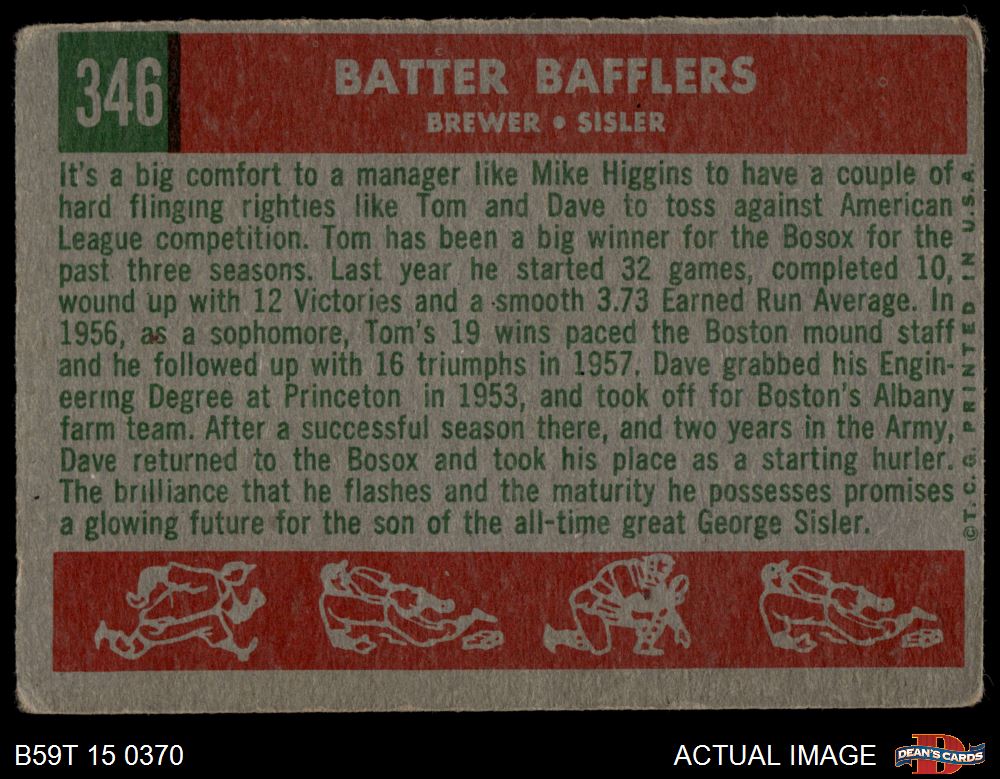 346
BATTER BAFFLERS
BREWER • SISLER
It's a big comfort to a manager like Mike Higgins to have a couple of
hard flinging righties like Tom and Dave to toss against American
League competition. Tom has been a big winner for the Bosox for the
past three seasons. Last year he started 32 games, completed 10,
wound up with 12 Victories and a smooth 3.73 Earned Run Average. In
1956, as a sophomore, Tom's 19 wins paced the Boston mound staff
and he followed up with 16 triumphs in 1957. Dave grabbed his Engin-
eering Degree at Princeton in 1953, and took off for Boston's Albany
farm team. After a successful season there, and two years in the Army,
Dave returned to the Bosox and took his place as a starting hurler.
The brilliance that he flashes and the maturity he possesses promises
a glowing future for the son of the all-time great George Sisler.
©T.C.G. PRINTED IN U.S.A.
B59T 15 0370
ACTUAL IMAGE
DEAN'S CARDS